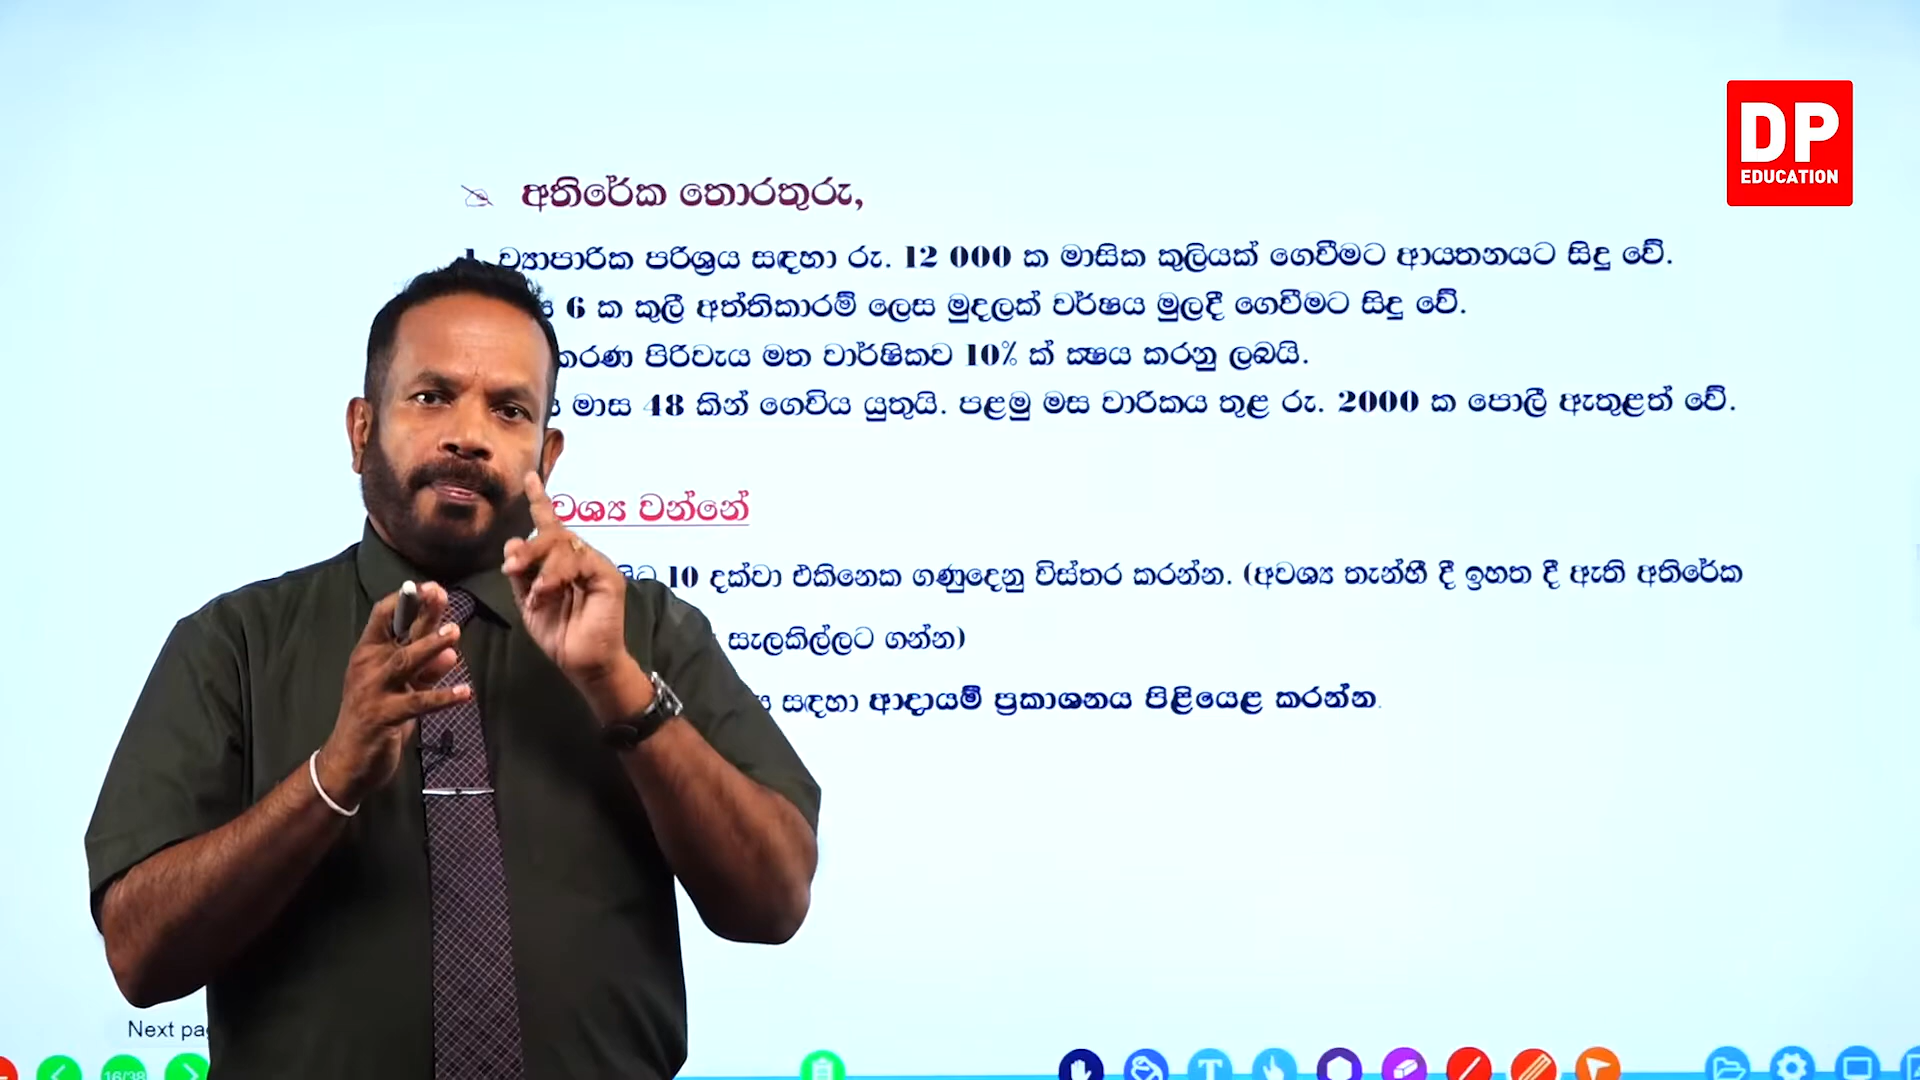 DP
EDUCATION
අතිරේක තොරතුරු,
ව්‍යාපාරික පරිශ්‍රය සඳහා රු. 12 000 ක මාසික කුලියක් ගෙවීමට ආයතනයට සිදු වේ.
6 ක කුලී අත්තිකාරම් ලෙස මුදලක් වර්ෂය මුලදී ගෙවීමට සිදු වේ.
පිරිවැය මත වාර්ෂිකව 10% ක් ක්‍ෂය කරනු ලබයි.
මාස 48 කින් ගෙවිය යුතුයි. පළමු මස වාරිකය තුළ රු. 2000 ක පොලී ඇතුළත් වේ.
වන්නේ
10 දක්වා එකිනෙක ගණුදෙනු විස්තර කරන්න. (අවශ්‍ය තැන්හී දී ඉහත දී ඇති අතිරේක
සැලකිල්ලට ගන්න)
සඳහා ආදායම් ප්‍රකාශනය පිළියෙළ කරන්න.
Next
16/38